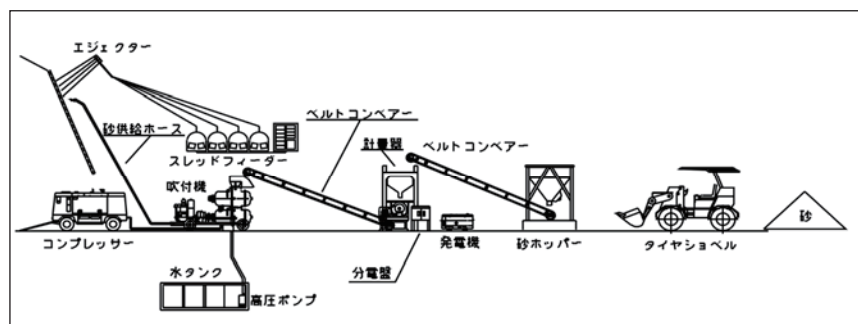 エジェクター
ベルトコンベアー
砂供給ホース
計量器
ベルトコンベアー
スレッドフィーダー
吹付機
砂
コンプレッサー
発電機
砂ホッパー
タイヤショベル
水タンク
分電盤
高圧ポンプ